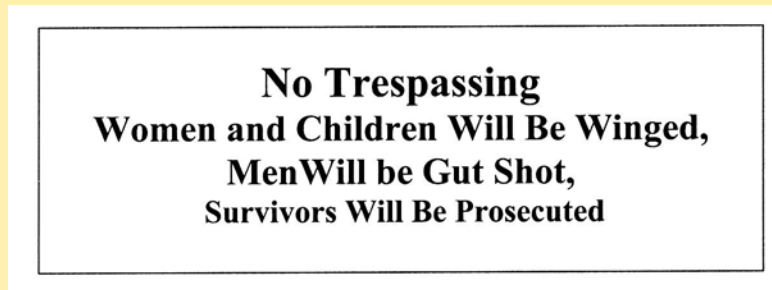 No Trespassing
Women and Children Will Be Winged,
MenWill be Gut Shot,
Survivors Will Be Prosecuted